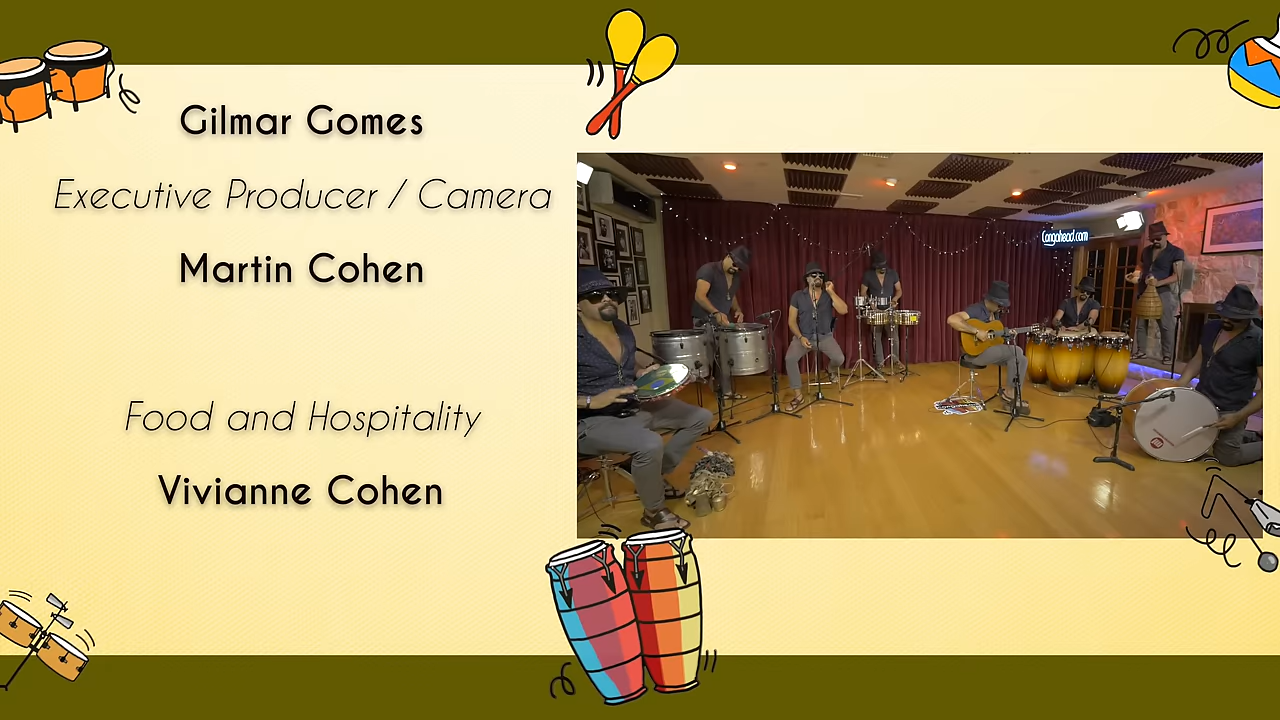 Gilmar Gomes
Executive Producer / Camera
Martin Cohen
Food and Hospitality
Vivianne Cohen
Congahead.com